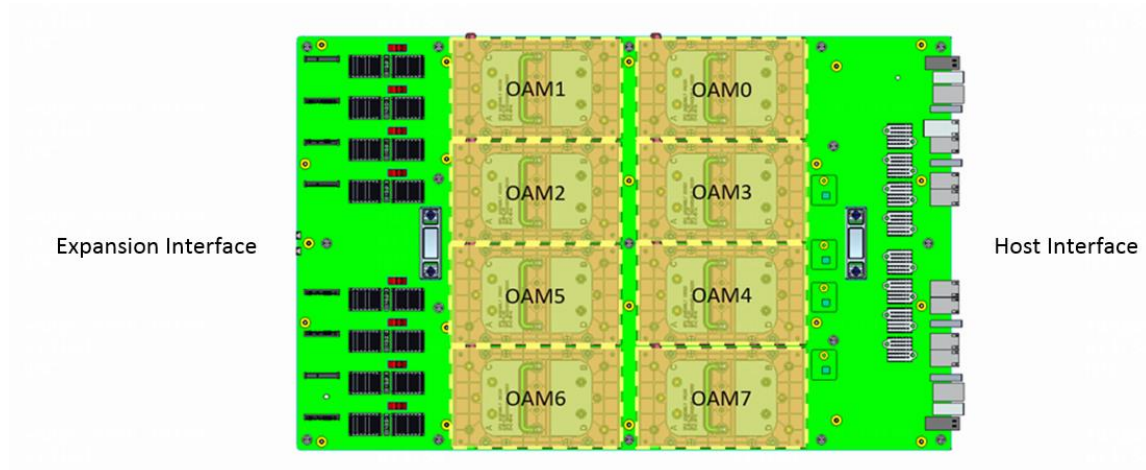 OAM1
OAM0
OAM2
OAM3
Expansion Interface
Host Interface
OAM5
OAM4
OAM6
OAM7